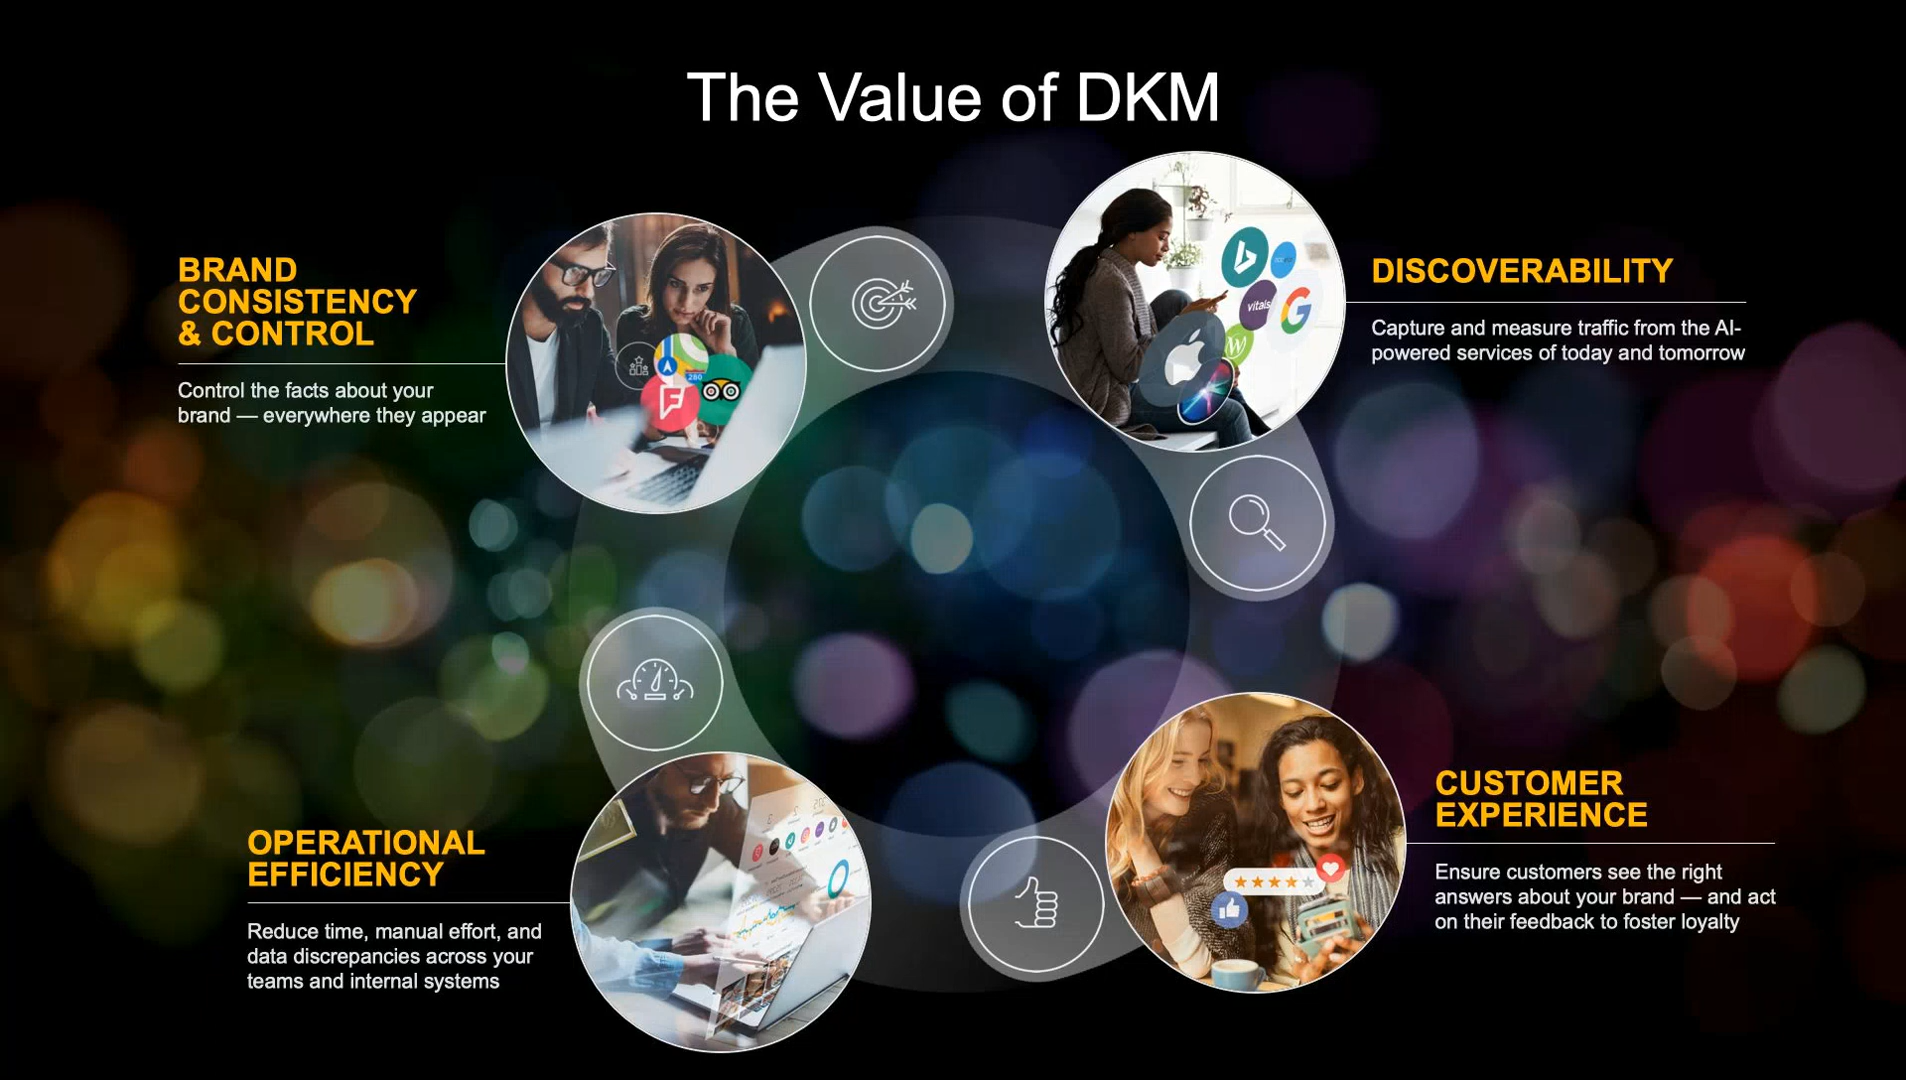 The Value of DKM
BRAND
CONSISTENCY
& CONTROL
Control the facts about your
brand — everywhere they appear
DISCOVERABILITY
Capture and measure traffic from the AI-
powered services of today and tomorrow
vitals
280
OPERATIONAL
EFFICIENCY
Reduce time, manual effort, and
data discrepancies across your
teams and internal systems
CUSTOMER
EXPERIENCE
Ensure customers see the right
answers about your brand — and act
on their feedback to foster loyalty